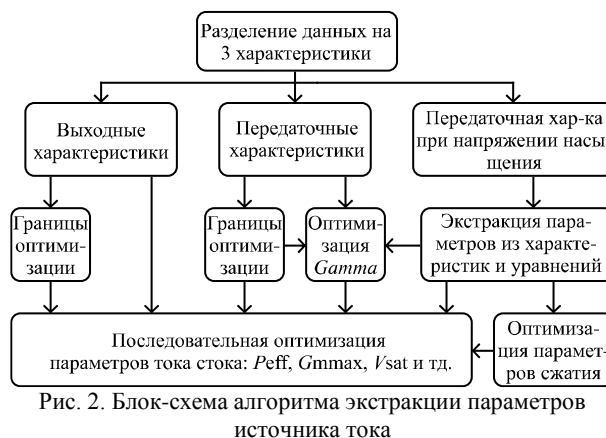 Разделение данных на
3 характеристики
Выходные
характеристики
Передаточные
характеристики
Передаточная хар-ка
при напряжении насы
щения
Границы
оптими-
зации
Границы
оптими-
зации
Оптими-
зация
Gamma
Экстракция пара-
метров из характе-
ристик и уравнений
Последовательная оптимизация
параметров тока стока: Peff, Gmmax, Vsat и тд.
Оптимиза-
ция парамет-
ров сжатия
Рис. 2. Блок-схема алгоритма экстракции параметров
источника тока